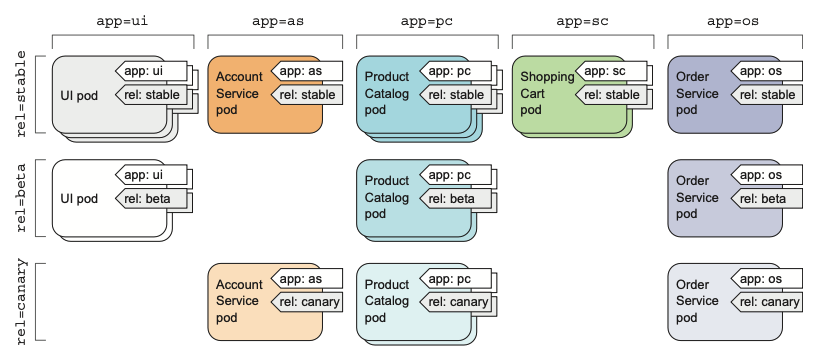 app=ui
app=as
app=pc
app=sc
app=os
rel=stable
UI pod
app: ui
rel: stable
Account
Service
pod
app: as
rel: stable
Product
Catalog
pod
app: pc
rel: stable
Shopping
Cart
pod
app: sc
rel: stable
Order
Service
pod
app: os
rel: stable
rel=beta
UI pod
app: ui
rel: beta
Product
Catalog
pod
app: pc
rel: beta
Order
Service
pod
app: os
rel: beta
rel=canary
Account
Service
pod
app: as
rel: canary
Product
Catalog
pod
app: pc
rel: canary
Order
Service
pod
app: os
rel: canary